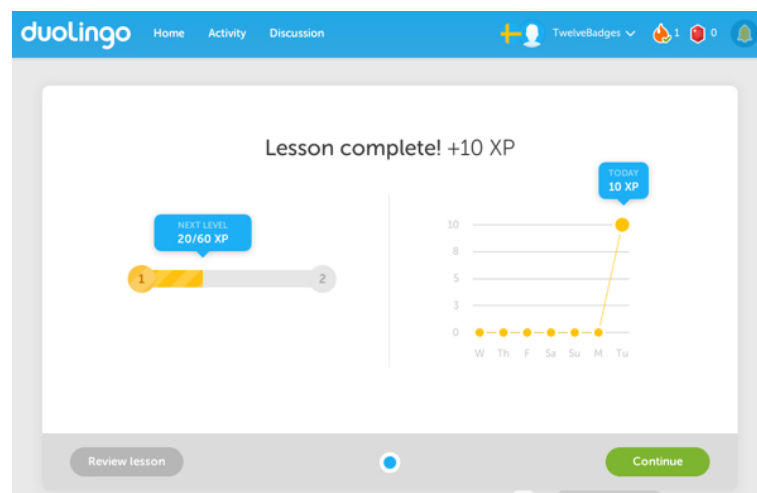 duolingo Home Activity Discussion TwelveBadges 1 0
Lesson complete! +10 XP
NEXT LEVEL
20/60 XP
1 2
TODAY
10 XP
10
8
5
3
0
W Th F Sa Su M Tu
Review lesson Continue